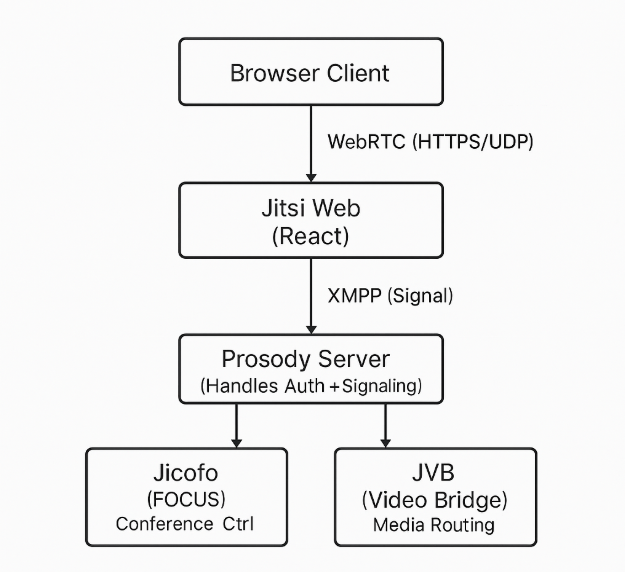 Browser Client
WebRTC (HTTPS/UDP)
Jitsi Web
(React)
XMPP (Signal)
Prosody Server
(Handles Auth + Signaling)
Jicofo
(FOCUS)
Conference Ctrl
JVB
(Video Bridge)
Media Routing